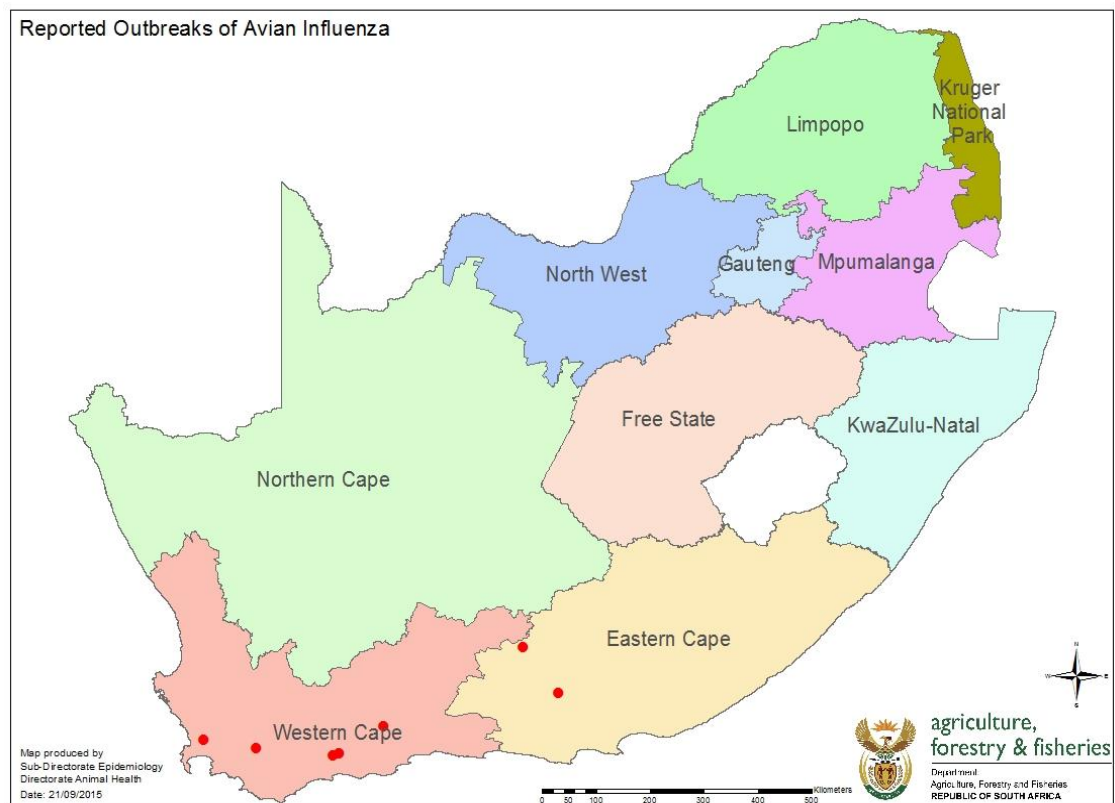 Reported Outbreaks of Avian Influenza
Kruger
National
Park
Limpopo
North West
Gauteng
Mpumalanga
Free State
KwaZulu-Natal
Northern Cape
Eastern Cape
Western Cape
N
W
E
S
Map produced by
Sub-Directorate Epidemiology
Directorate Animal Health
Date: 21/09/2015
Kilometers
0 50 100 200 300 400 500
agriculture,
forestry & fisheries
Department:
Agriculture, Forestry and Fisheries
REPUBLIC OF SOUTH AFRICA